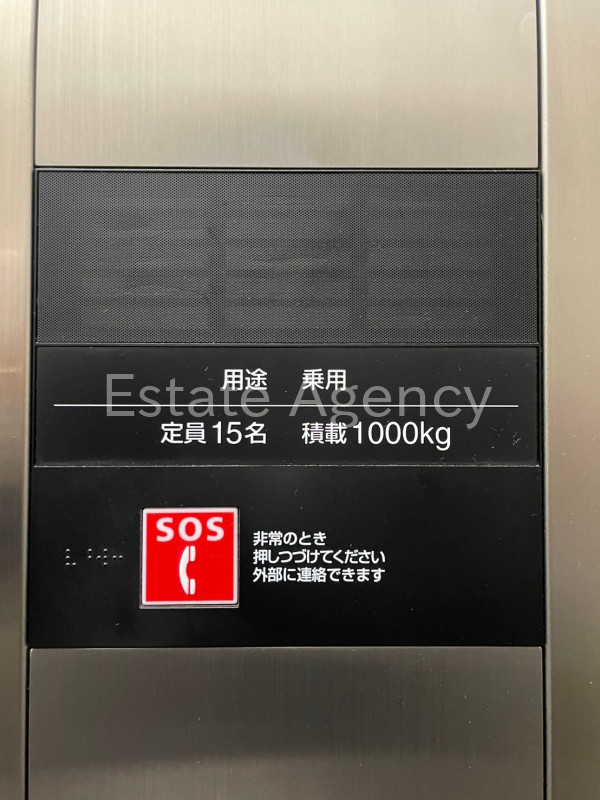 用途 乗用
Estate Agency
定員15名 積載1000kg
SOS
非常のとき
押しつづけてください
外部に連絡できます